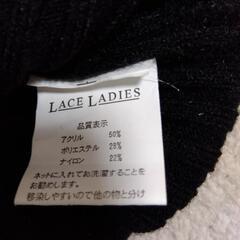 LACE LADIES
品質表示
アクリル 50%
ポリエステル 28%
ナイロン 22%
ネットに入れてお洗濯することを
お勧めします。
移染しやすいので他の物と分け